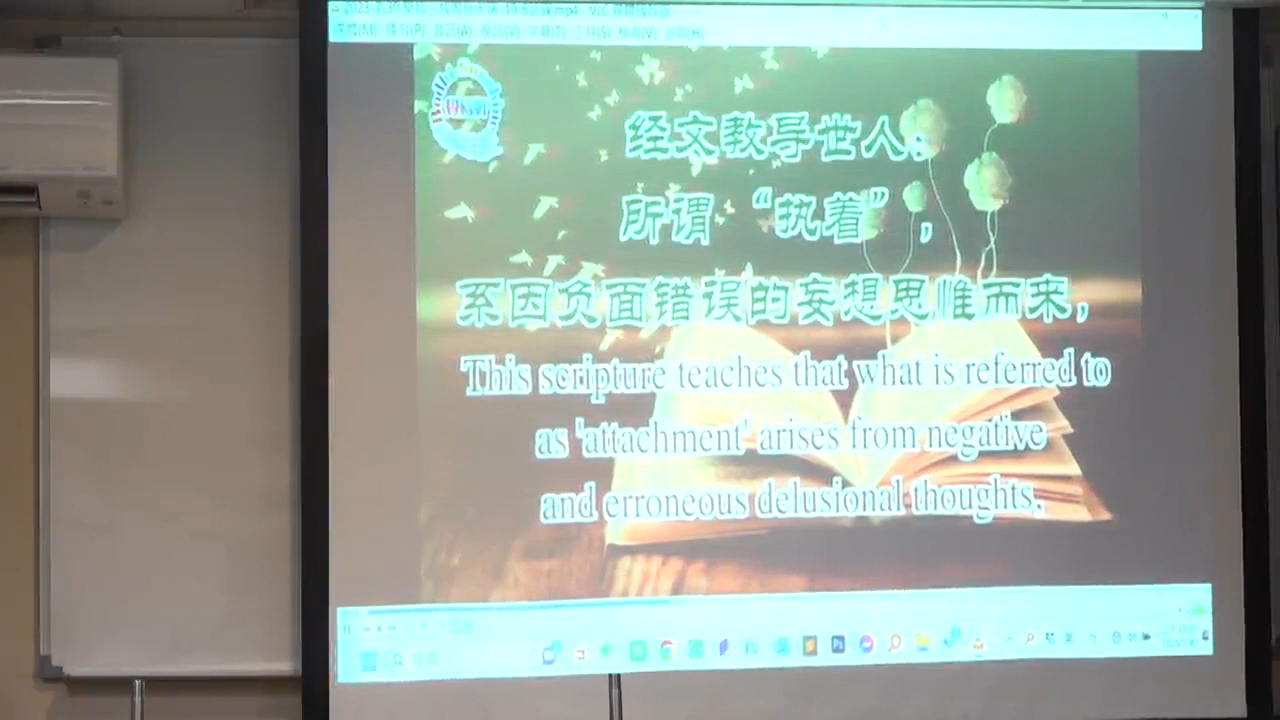 经文教导世人：
所谓 “执着”，
系因负面错误的妄想思惟而来，
This scripture teaches that what is referred to
as 'attachment' arises from negative
and erroneous delusional thoughts.